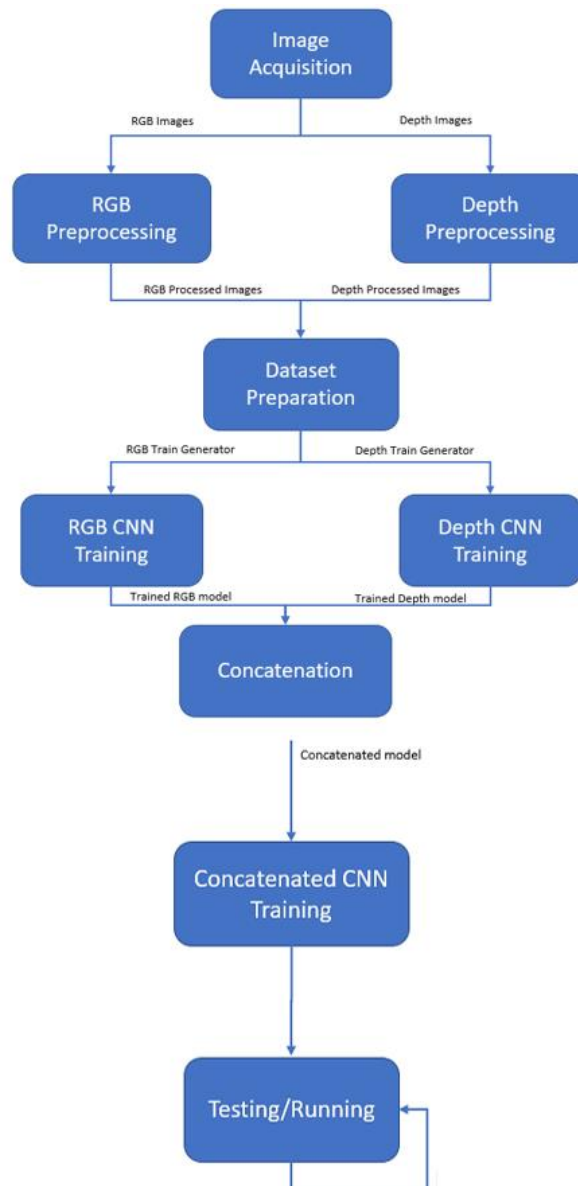 Image
Acquisition
RGB Images
Depth Images
RGB
Preprocessing
Depth
Preprocessing
RGB Processed Images
Depth Processed Images
Dataset
Preparation
RGB Train Generator
Depth Train Generator
RGB CNN
Training
Depth CNN
Training
Trained RGB model
Trained Depth model
Concatenation
Concatenated model
Concatenated CNN
Training
Testing/Running